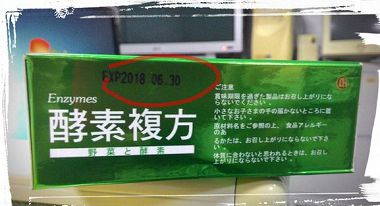 EXP2018 06.30
Enzymes
酵素複方
野菜と酵素
ご注意
賞味期限を過ぎた製品はお召し上がりにな
らないでください。
小さなお子さまの手の届かないところに置
いて下さい。
原材料名をご参照の上、食品アレルギー
のあ
るかたは、お召し上がりにならないで下さ
い。
体質に合わないと思われるときは、お召し
上がりにならないで下さい。